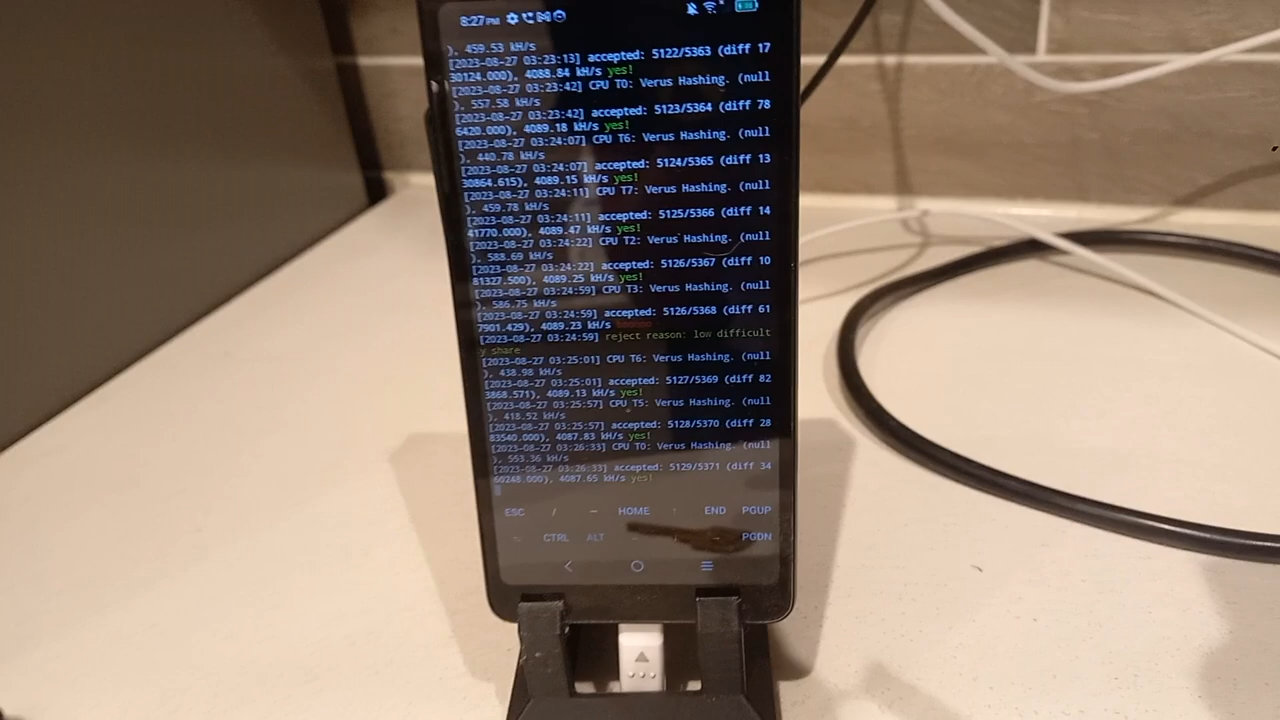 8:27 PM
), 459.53 kH/s
[2023-08-27 03:23:13] accepted: 5122/5363 (diff 17
30124.000), 4088.84 kH/s yes!
[2023-08-27 03:23:42] CPU T0: Verus Hashing. (null
), 557.58 kH/s
[2023-08-27 03:23:42] accepted: 5123/5364 (diff 78
6420.000), 4089.18 kH/s yes!
[2023-08-27 03:24:07] CPU T6: Verus Hashing. (null
), 440.78 kH/s
[2023-08-27 03:24:07] accepted: 5124/5365 (diff 13
30864.615), 4089.15 kH/s yes!
[2023-08-27 03:24:11] CPU T7: Verus Hashing. (null
), 459.78 kH/s
[2023-08-27 03:24:11] accepted: 5125/5366 (diff 14
41770.000), 4089.47 kH/s yes!
[2023-08-27 03:24:22] CPU T2: Verus Hashing. (null
), 588.69 kH/s
[2023-08-27 03:24:22] accepted: 5126/5367 (diff 10
81327.500), 4089.25 kH/s yes!
[2023-08-27 03:24:59] CPU T3: Verus Hashing. (null
), 586.75 kH/s
[2023-08-27 03:24:59] accepted: 5126/5368 (diff 61
7901.429), 4089.23 kH/s booooo
[2023-08-27 03:24:59] reject reason: low difficult
y share
[2023-08-27 03:25:01] CPU T6: Verus Hashing. (null
), 438.98 kH/s
[2023-08-27 03:25:01] accepted: 5127/5369 (diff 82
3868.571), 4089.13 kH/s yes!
[2023-08-27 03:25:57] CPU T5: Verus Hashing. (null
), 418.52 kH/s
[2023-08-27 03:25:57] accepted: 5128/5370 (diff 28
83540.000), 4087.83 kH/s yes!
[2023-08-27 03:26:33] CPU T0: Verus Hashing. (null
), 553.36 kH/s
[2023-08-27 03:26:33] accepted: 5129/5371 (diff 34
60248.000), 4087.65 kH/s yes!
ESC / – HOME ↑ END PGUP
CTRL ALT ← ↓ → PGDN